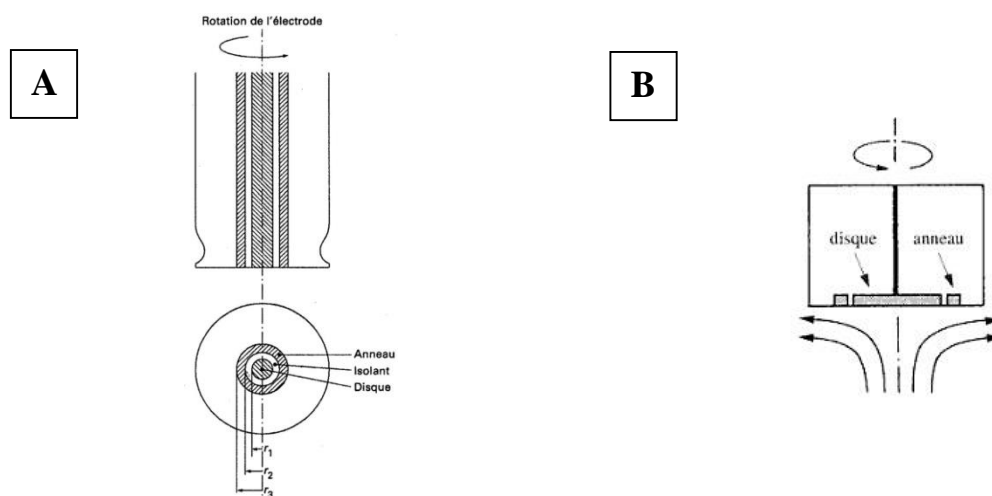 Rotation de l'électrode
A
Anneau
Isolant
Disque
r1
r2
r3
B
disque
anneau